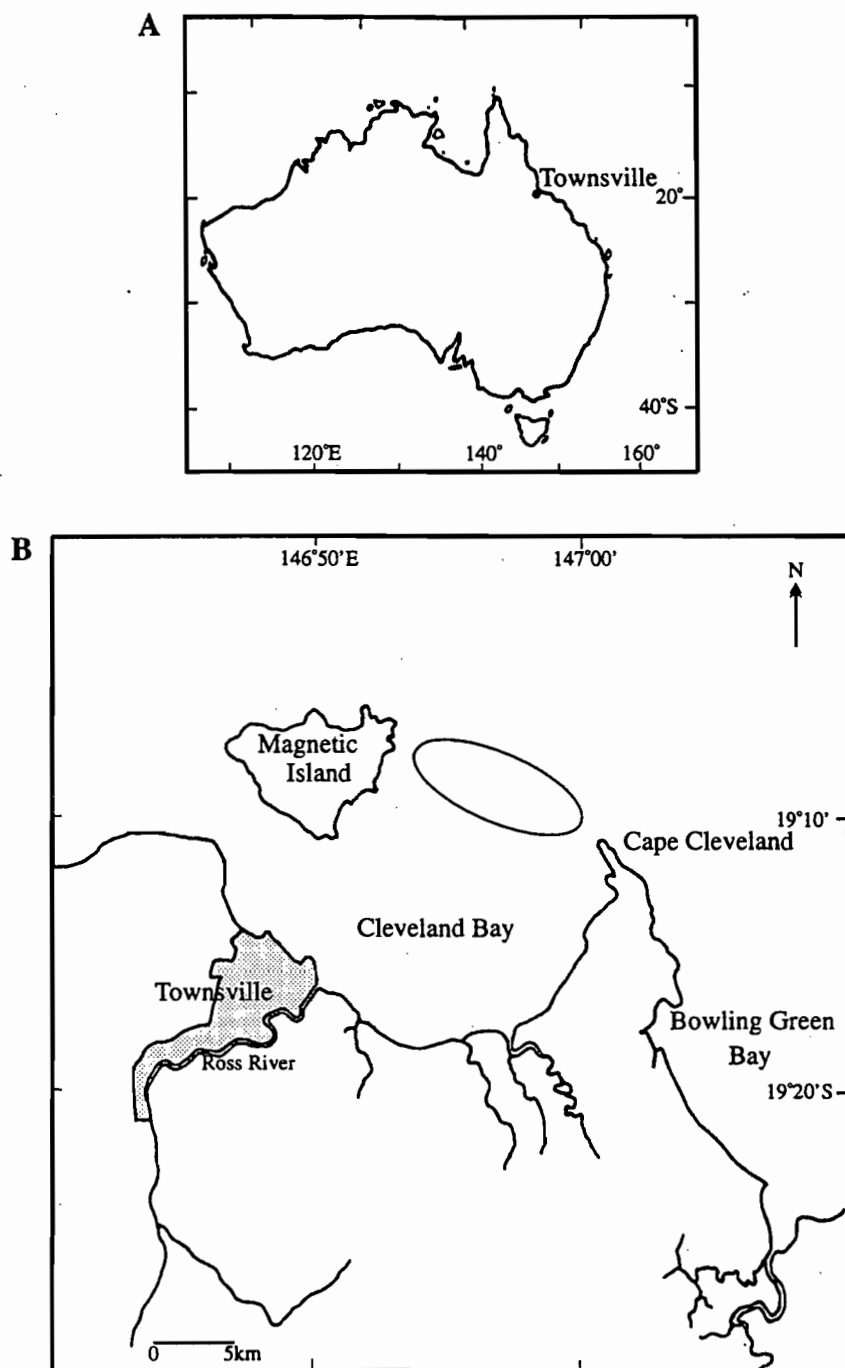 A
Townsville
20°
40°S
120°E 140° 160°
B
146°50'E 147°00'
N
Magnetic
Island
19°10'
Cape Cleveland
Cleveland Bay
Townsville
Bowling Green
Bay
Ross River
19°20'S
0 5km